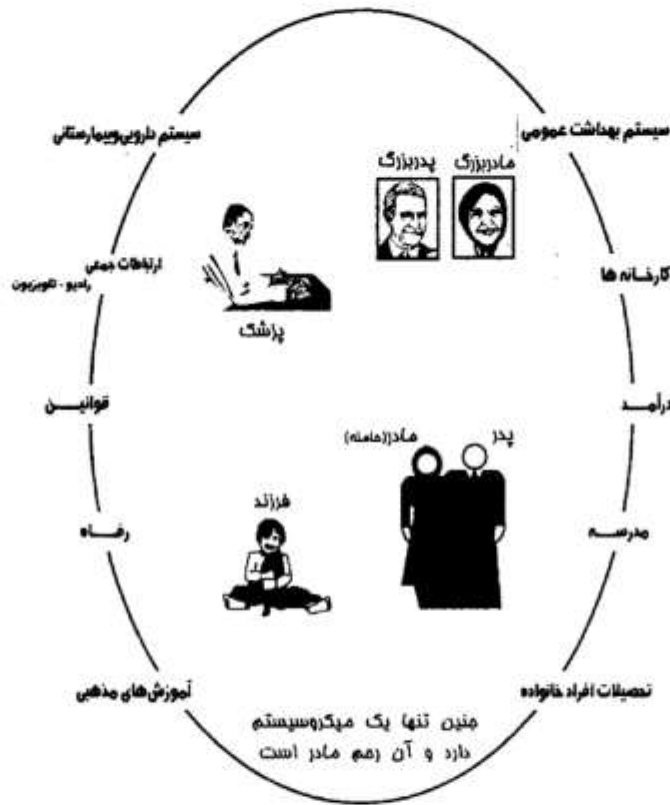 سیستم بهداشت عمومی
سیستم دارویی‌وبیمارستانی
مادربزرگ
پدربزرگ
کارخانه ها
ارتباطات جمعی
رادیو - تلویزیون
پزشک
درآمد
قوانین
پدر
مادر(حامله)
فرزند
مدرسه
رفاه
تحصیلات افراد خانواده
آموزش‌های مذهبی
جنین تنها یک میکروسیستم
دارد و آن رحم مادر است